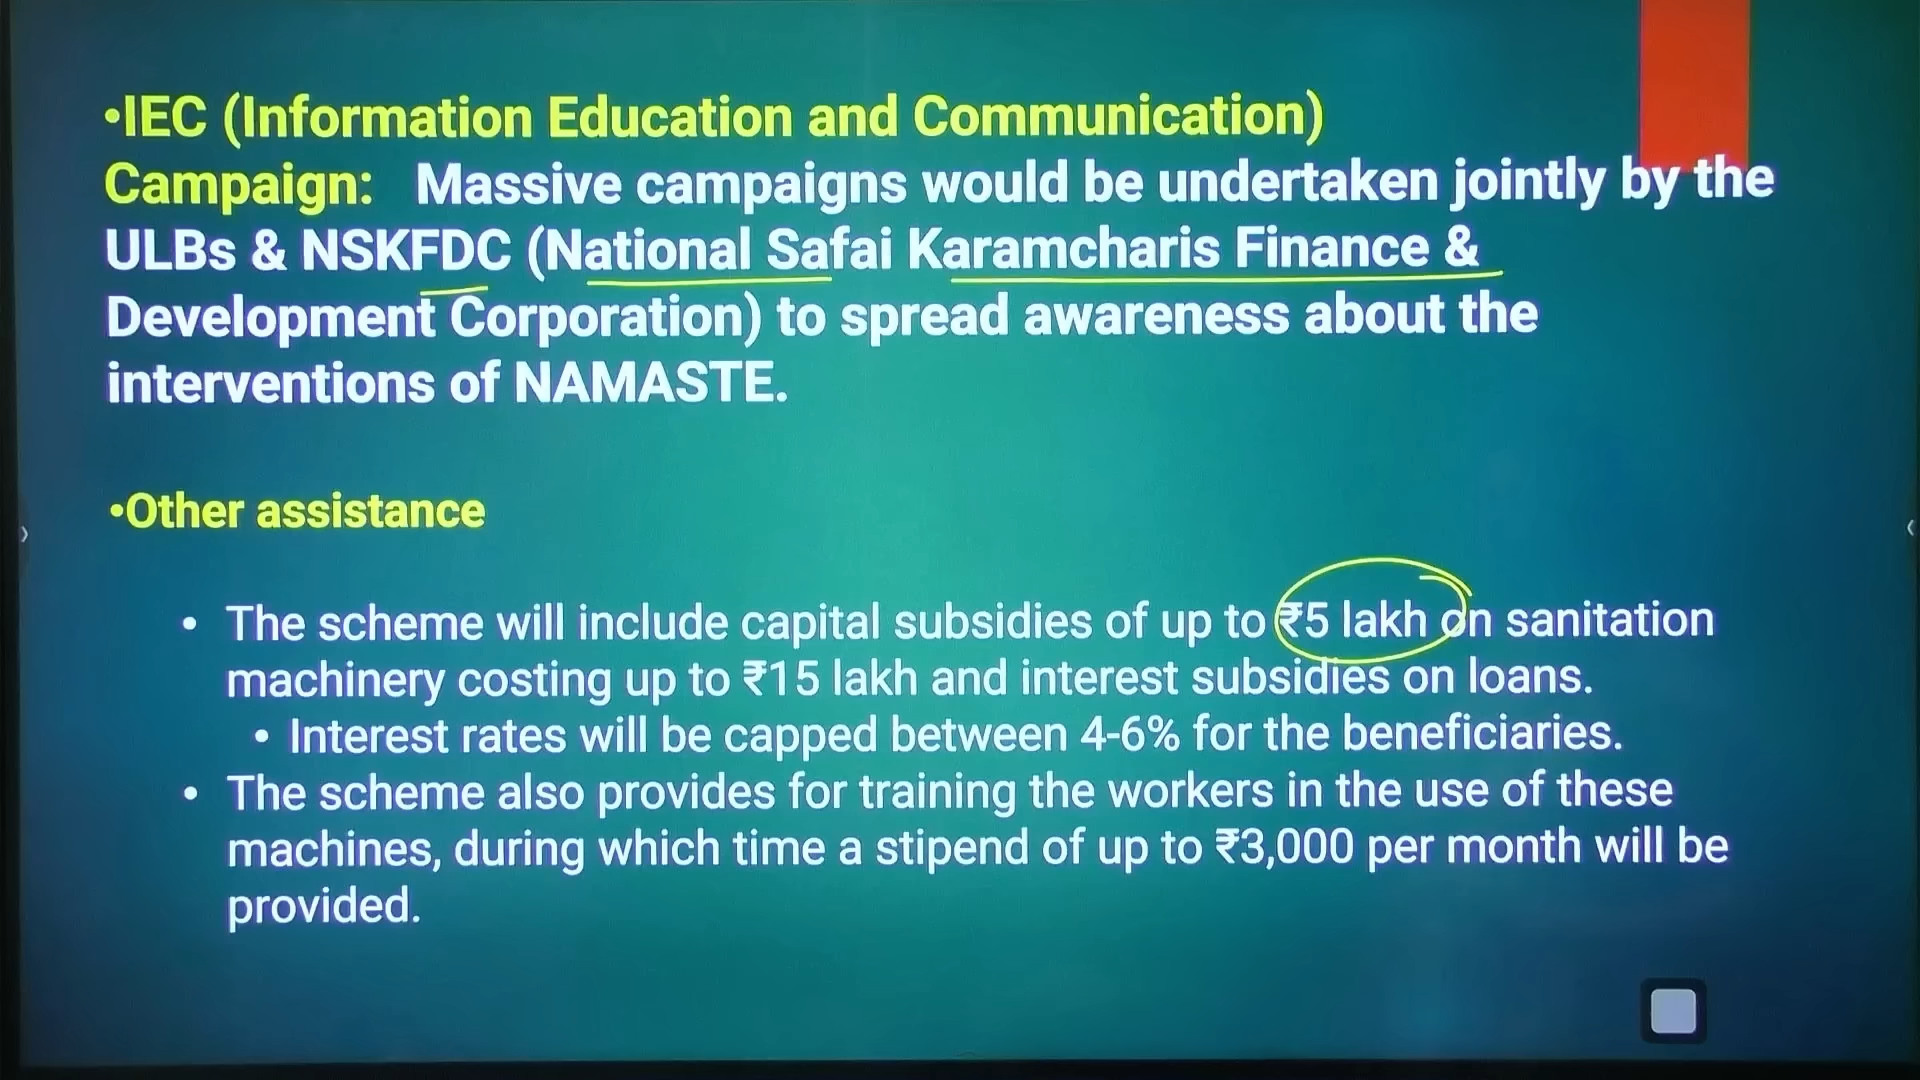 •IEC (Information Education and Communication)
Campaign: Massive campaigns would be undertaken jointly by the
ULBs & NSKFDC (National Safai Karamcharis Finance &
Development Corporation) to spread awareness about the
interventions of NAMASTE.
•Other assistance
• The scheme will include capital subsidies of up to ₹5 lakh on sanitation
machinery costing up to ₹15 lakh and interest subsidies on loans.
• Interest rates will be capped between 4-6% for the beneficiaries.
• The scheme also provides for training the workers in the use of these
machines, during which time a stipend of up to ₹3,000 per month will be
provided.